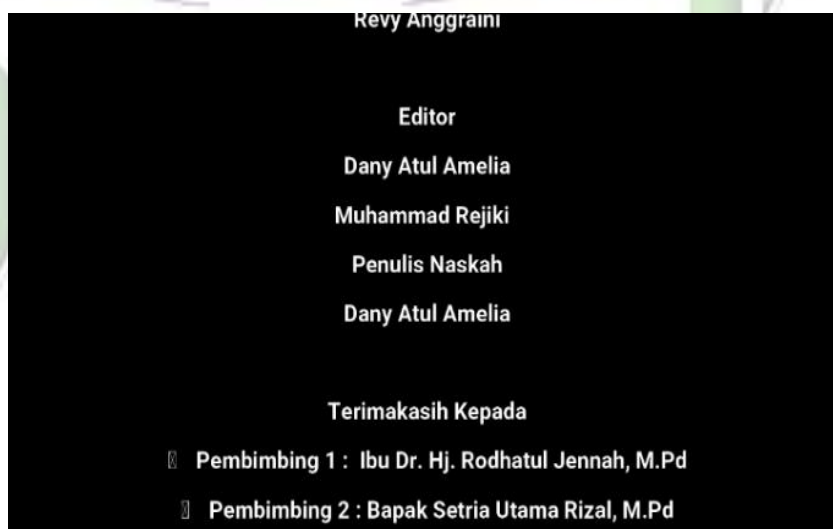 Revy Anggraini
Editor
Dany Atul Amelia
Muhammad Rejiki
Penulis Naskah
Dany Atul Amelia
Terimakasih Kepada
Pembimbing 1 : Ibu Dr. Hj. Rodhatul Jennah, M.Pd
Pembimbing 2 : Bapak Setria Utama Rizal, M.Pd